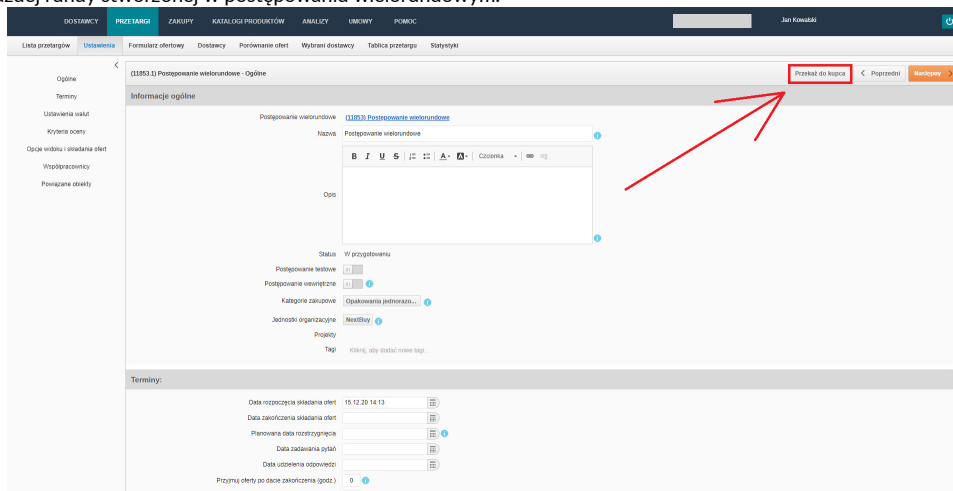 każdej rundy stworzonej w postępowaniu wielorundowym.
DOSTAWCY PRZETARGI ZAKUPY KATALOGI PRODUKTÓW ANALIZY UMOWY POMOC Jan Kowalski
Lista przetargów Ustawienia Formularz ofertowy Dostawcy Porównanie ofert Wybrani dostawcy Tablica przetargu Statystyki
(11853.1) Postępowanie wielorundowe - Ogólne Przekaż do kupca Poprzedni Następny
Ogólne
Terminy
Ustawienia walut
Kryteria oceny
Opcje widoku i składania ofert
Współpracownicy
Powiązane obiekty
Informacje ogólne
Postępowanie wielorundowe (11853) Postępowanie wielorundowe
Nazwa Postępowanie wielorundowe
B I U S A A Czcionka
Opis
Status W przygotowaniu
Postępowanie testowe
Postępowanie wewnętrzne
Kategorie zakupowe Opakowania jednorazo...
Jednostki organizacyjne NextBuy
Projekty
Tagi Kliknij, aby dodać nowe tagi...
Terminy:
Data rozpoczęcia składania ofert 15.12.20 14:13
Data zakończenia składania ofert
Planowana data rozstrzygnięcia
Data zadawania pytań
Data udzielenia odpowiedzi
Przyjmuj oferty po dacie zakończenia (godz.) 0